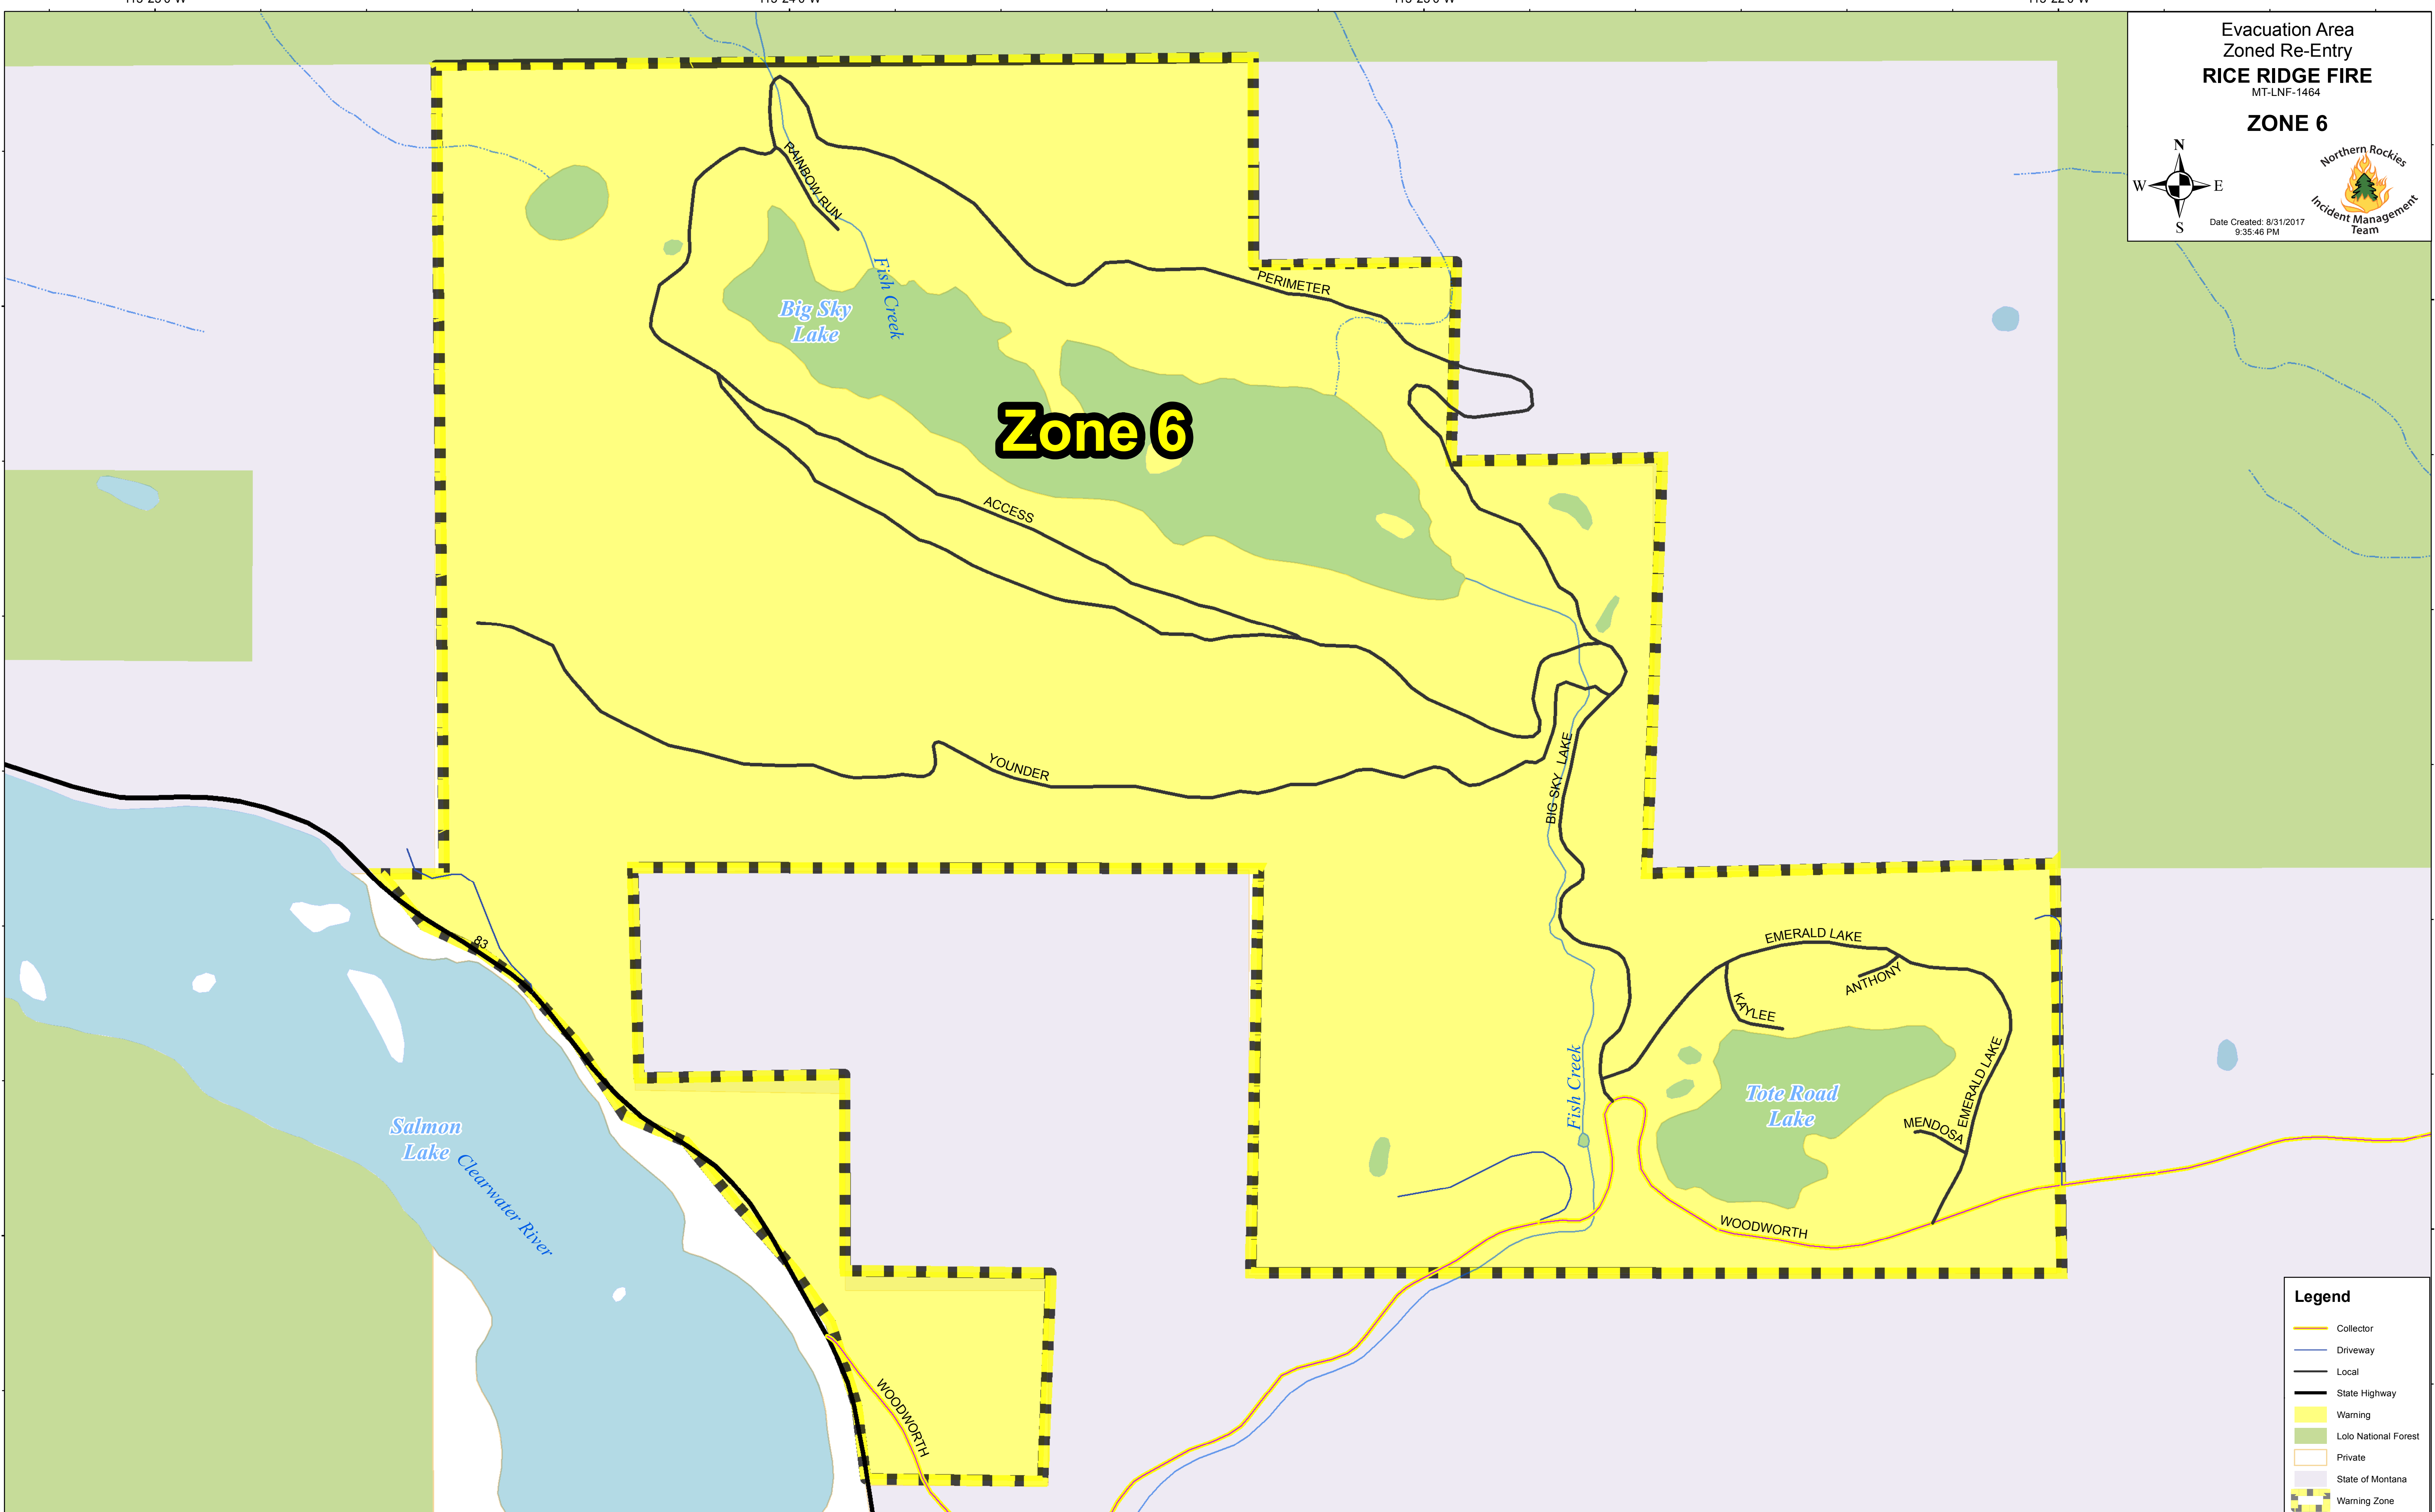 Evacuation Area
Zoned Re-Entry
RICE RIDGE FIRE
MT-LNF-1464
ZONE 6
N
W
E
S
Northern Rockies
Incident Management
Team
Date Created: 8/31/2017
9:35:46 PM
RAINBOW RUN
Fish Creek
Big Sky
Lake
PERIMETER
Zone 6
ACCESS
YOUNDER
BIG SKY LAKE
83
EMERALD LAKE
ANTHONY
KAYLEE
EMERALD LAKE
MENDOSA
Fish Creek
Tote Road
Lake
Salmon
Lake
Clearwater River
WOODWORTH
WOODWORTH
Legend
Collector
Driveway
Local
State Highway
Warning
Lolo National Forest
Private
State of Montana
Warning Zone